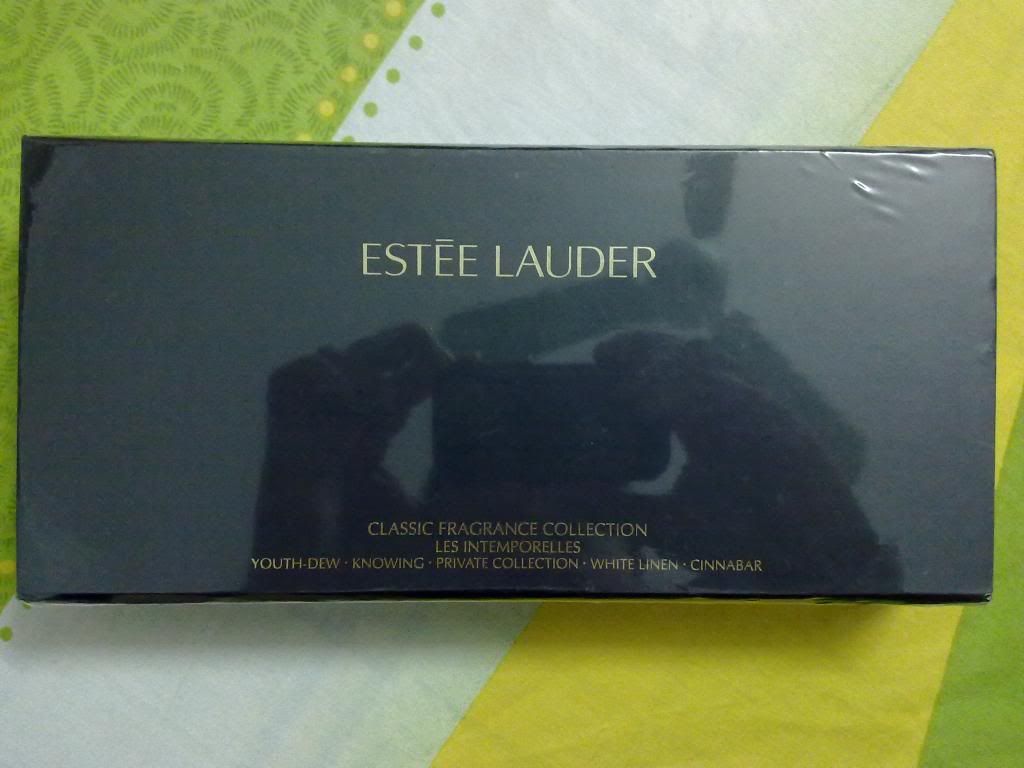 ESTĒE LAUDER
CLASSIC FRAGRANCE COLLECTION
LES INTEMPORELLES
YOUTH-DEW · KNOWING · PRIVATE COLLECTION · WHITE LINEN · CINNABAR